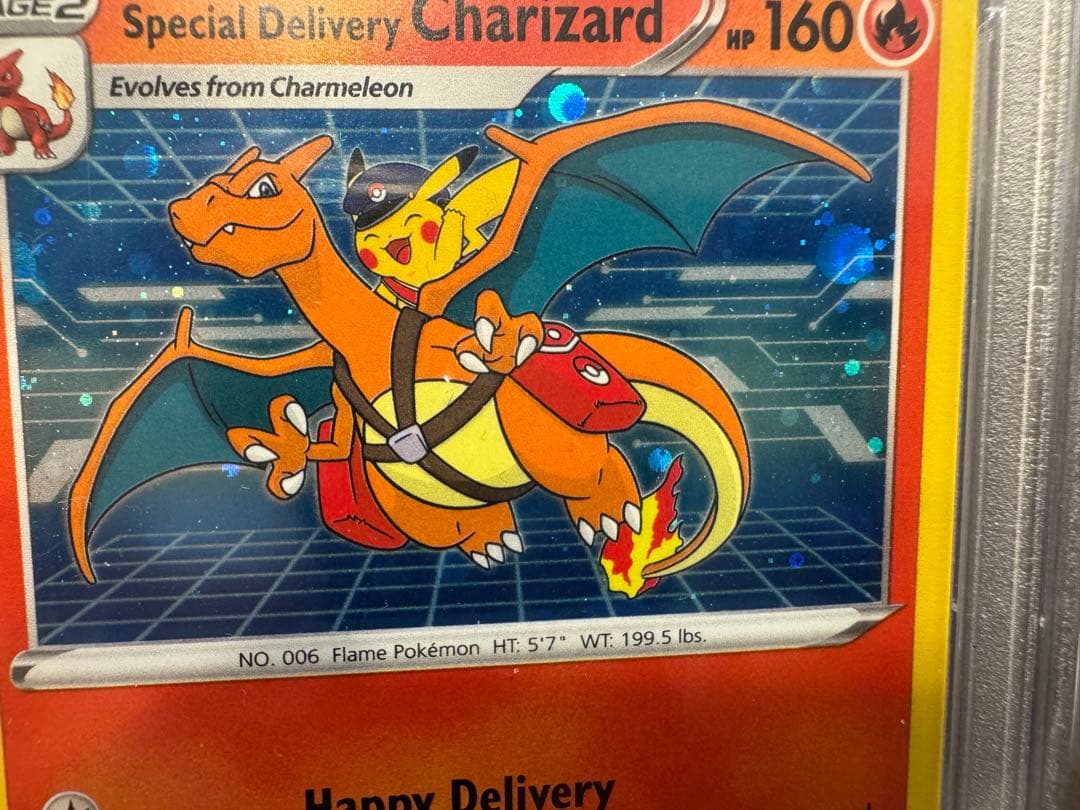 STAGE2
Special Delivery Charizard HP 160
Evolves from Charmeleon
NO. 006 Flame Pokémon HT: 5'7" WT: 199.5 lbs.
Happy Delivery